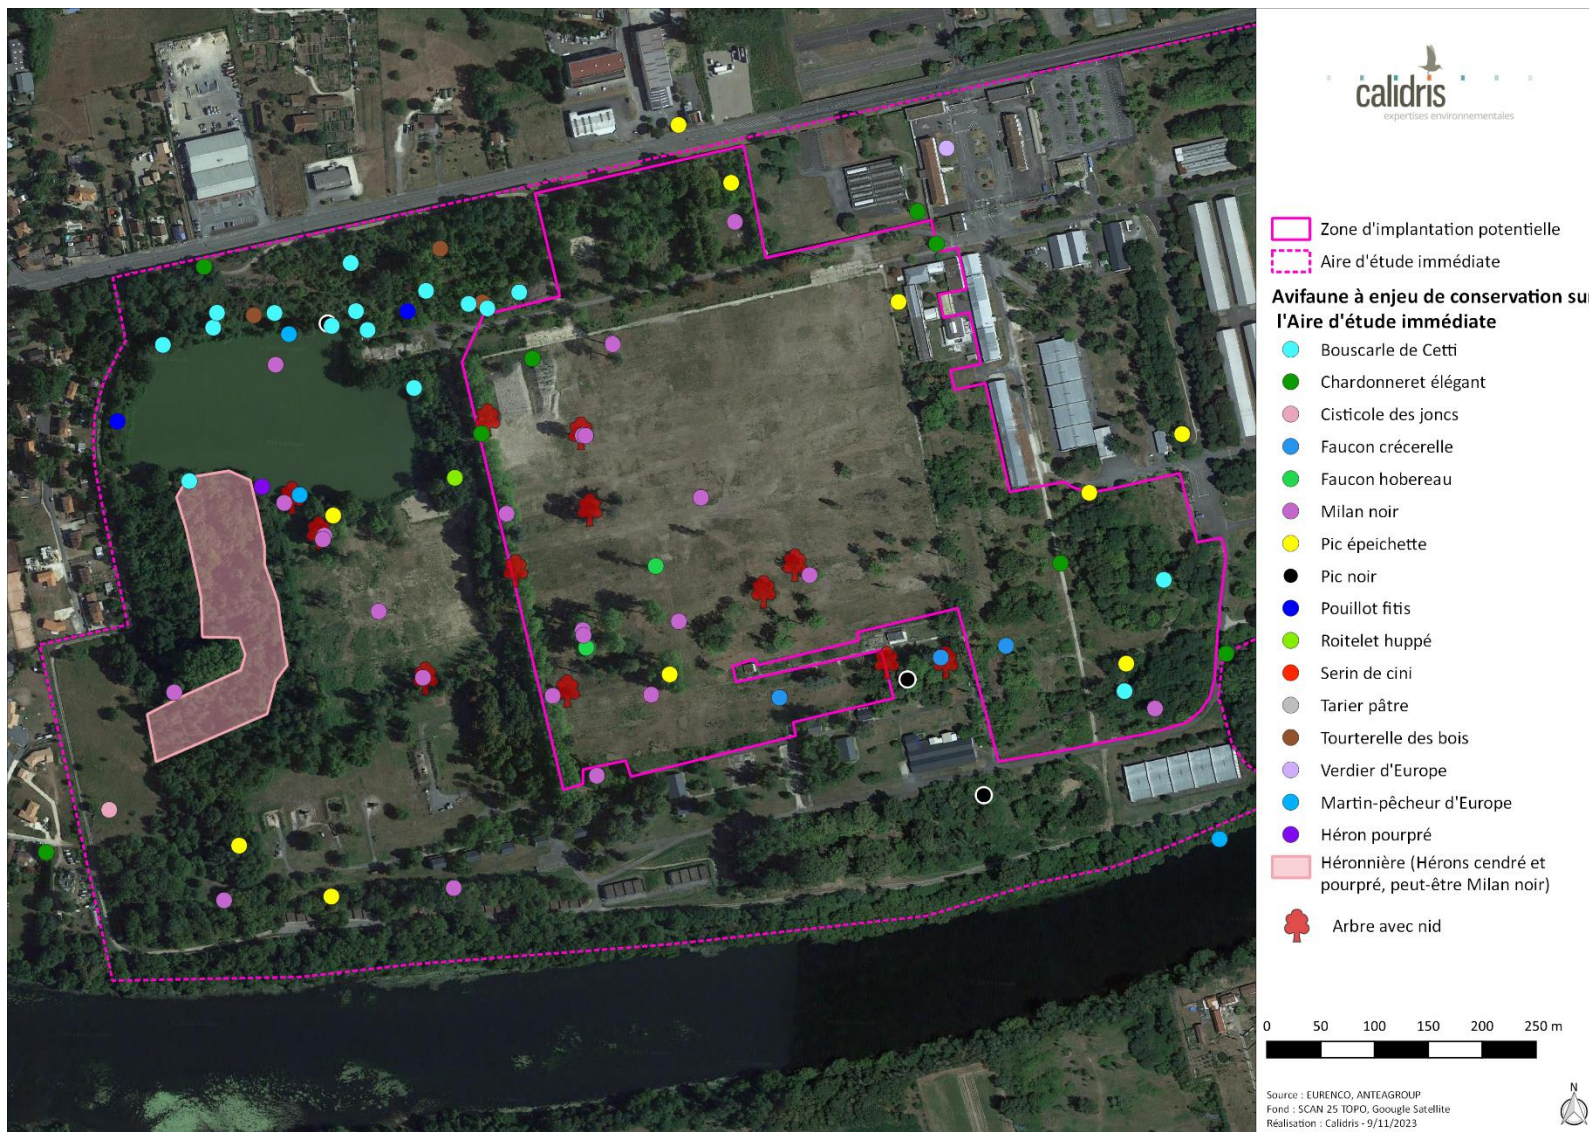 calidris
expertises environnementales
Zone d'implantation potentielle
Aire d'étude immédiate
Avifaune à enjeu de conservation sur
l'Aire d'étude immédiate
Bouscarle de Cetti
Chardonneret élégant
Cisticole des joncs
Faucon crécerelle
Faucon hobereau
Milan noir
Pic épeichette
Pic noir
Pouillot fitis
Roitelet huppé
Serin de cini
Tarier pâtre
Tourterelle des bois
Verdier d'Europe
Martin-pêcheur d'Europe
Héron pourpré
Héronnière (Hérons cendré et
pourpré, peut-être Milan noir)
Arbre avec nid
0 50 100 150 200 250 m
Source : EURENCO, ANTEAGROUP
Fond : SCAN 25 TOPO, Gooogle Satellite
Réalisation : Calidris - 9/11/2023
N